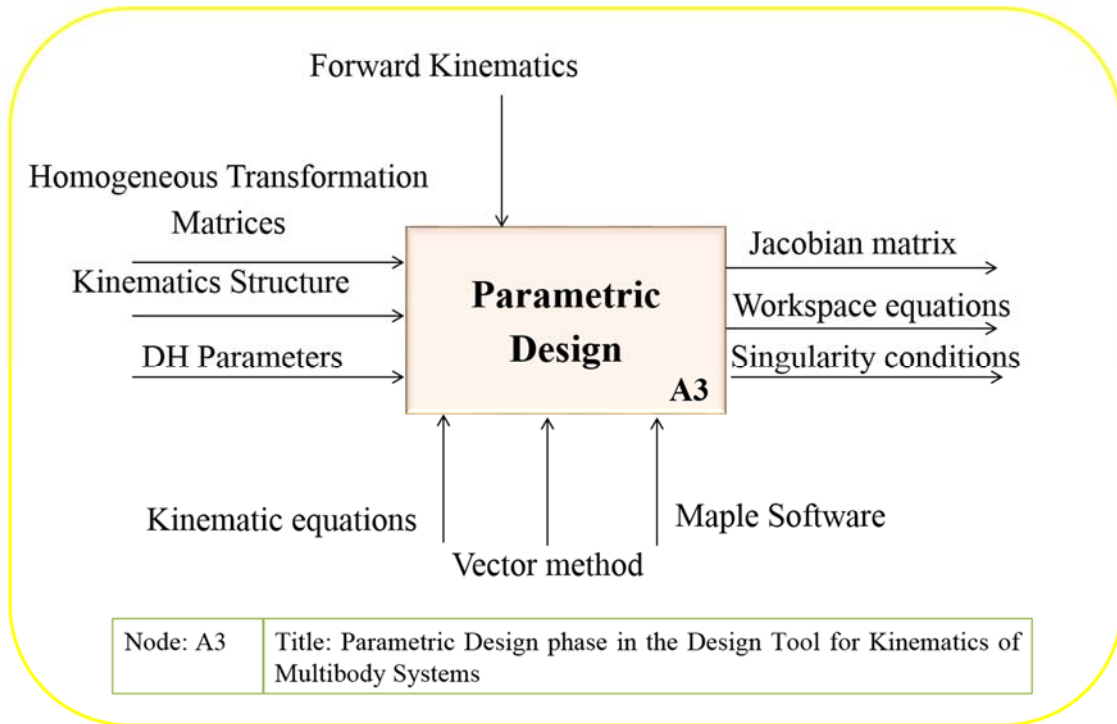 Forward Kinematics
Homogeneous Transformation
Matrices
Kinematics Structure
DH Parameters
Parametric
Design
A3
Jacobian matrix
Workspace equations
Singularity conditions
Kinematic equations
Vector method
Maple Software
Node: A3
Title: Parametric Design phase in the Design Tool for Kinematics of
Multibody Systems